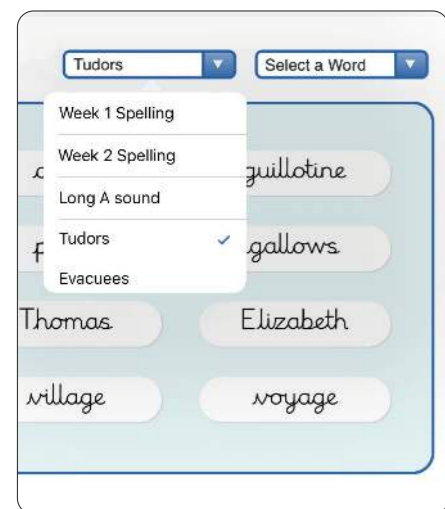 Tudors Select a Word
Week 1 Spelling
Week 2 Spelling
Long A sound
Tudors
Evacuees
guillotine
gallows
Thomas Elizabeth
village voyage